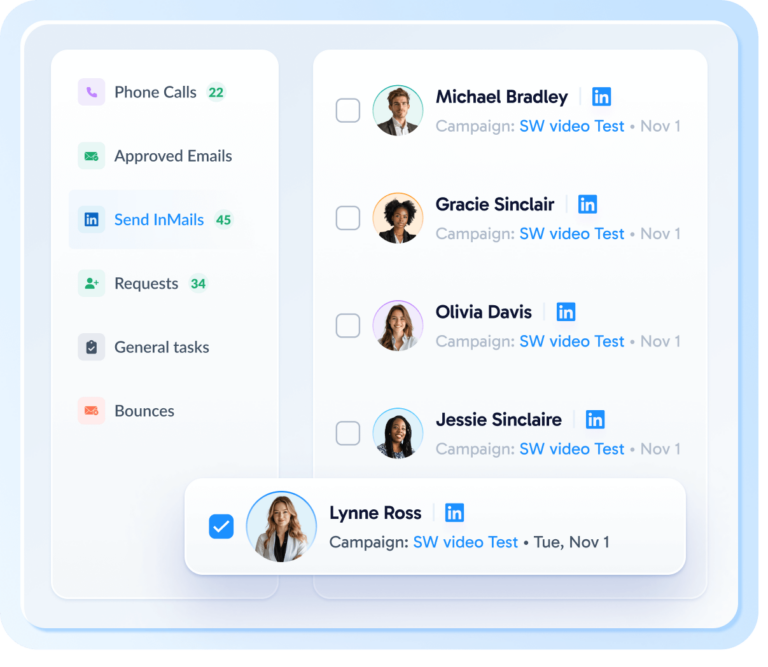 Phone Calls 22
Approved Emails
Send InMails 45
Requests 34
General tasks
Bounces
Michael Bradley in
Campaign: SW video Test • Nov 1
Gracie Sinclair in
Campaign: SW video Test • Nov 1
Olivia Davis in
Campaign: SW video Test • Nov 1
Jessie Sinclaire in
Campaign: SW video Test • Nov 1
Lynne Ross in
Campaign: SW video Test • Tue, Nov 1